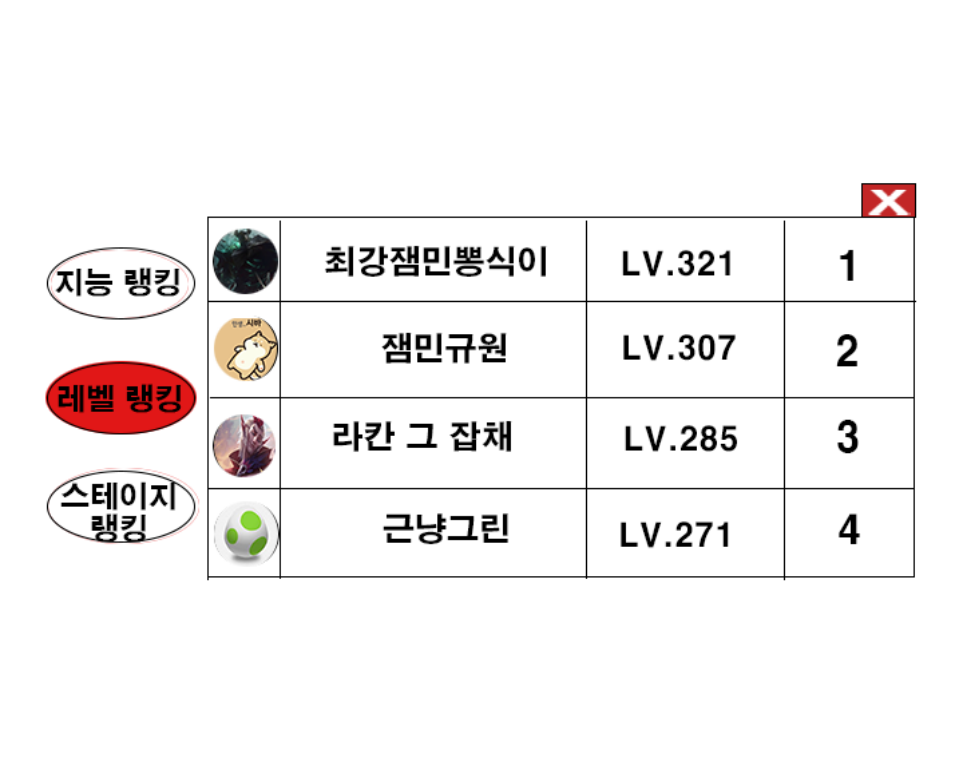 지능 랭킹
레벨 랭킹
스테이지
랭킹
최강잼민뽕식이 LV.321 1
잼민규원 LV.307 2
라칸 그 잡채 LV.285 3
근냥그린 LV.271 4